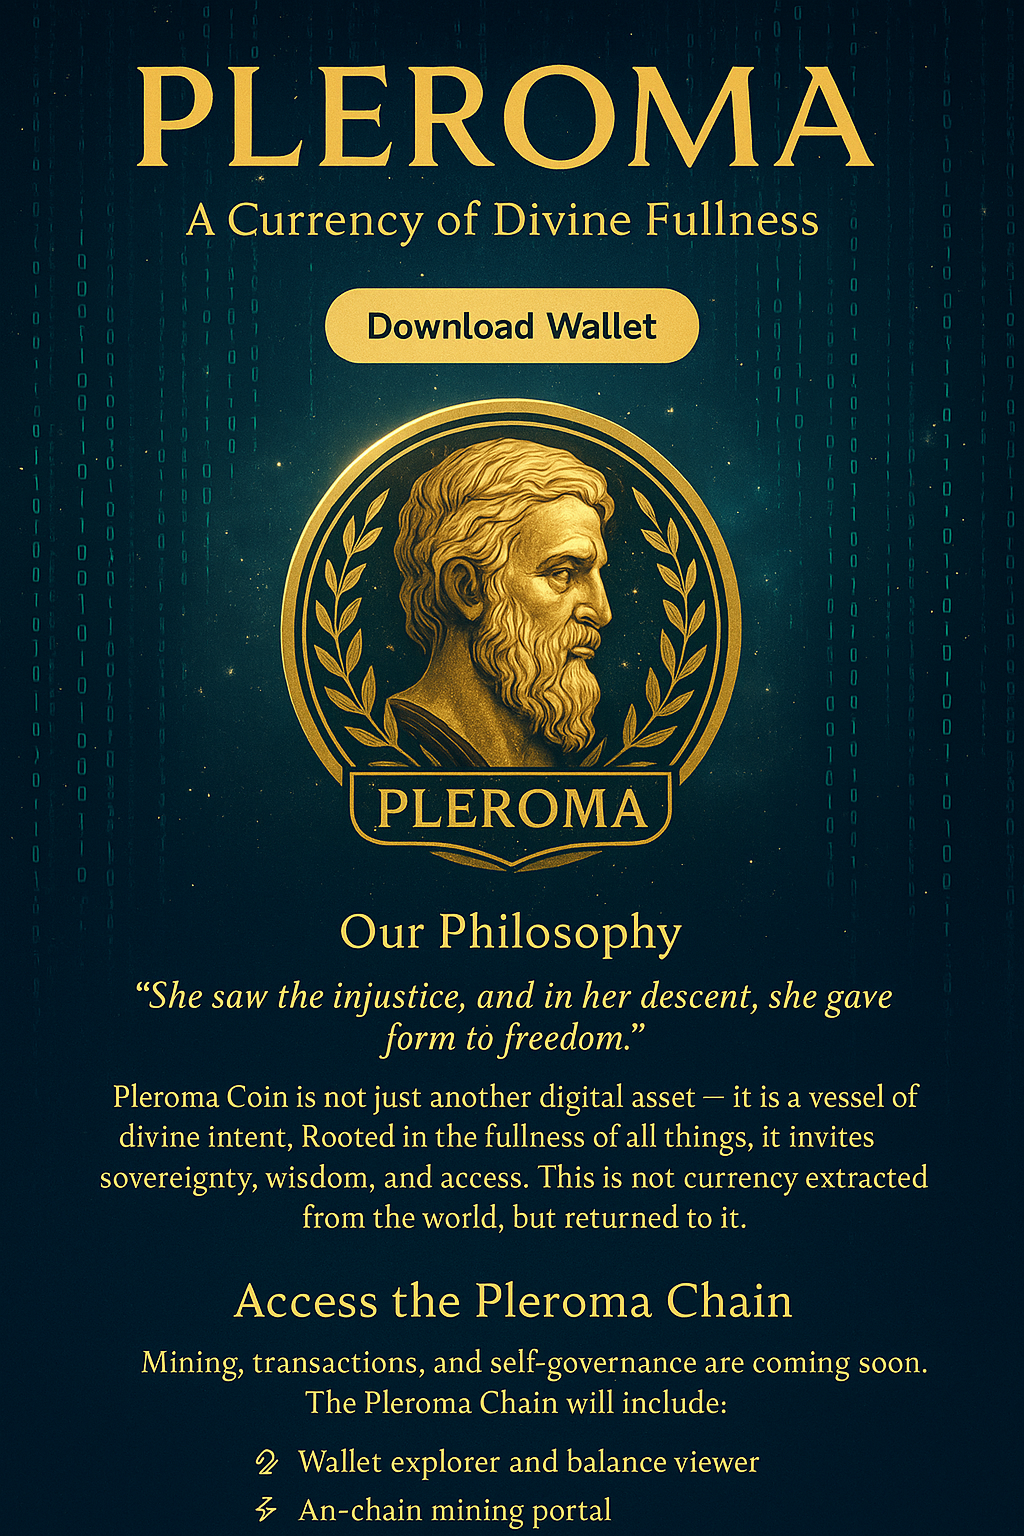 PLEROMA
A Currency of Divine Fullness
Download Wallet
PLEROMA
Our Philosophy
“She saw the injustice, and in her descent, she gave
form to freedom.”
Pleroma Coin is not just another digital asset — it is a vessel of
divine intent, Rooted in the fullness of all things, it invites
sovereignty, wisdom, and access. This is not currency extracted
from the world, but returned to it.
Access the Pleroma Chain
Mining, transactions, and self-governance are coming soon.
The Pleroma Chain will include:
Wallet explorer and balance viewer
An-chain mining portal